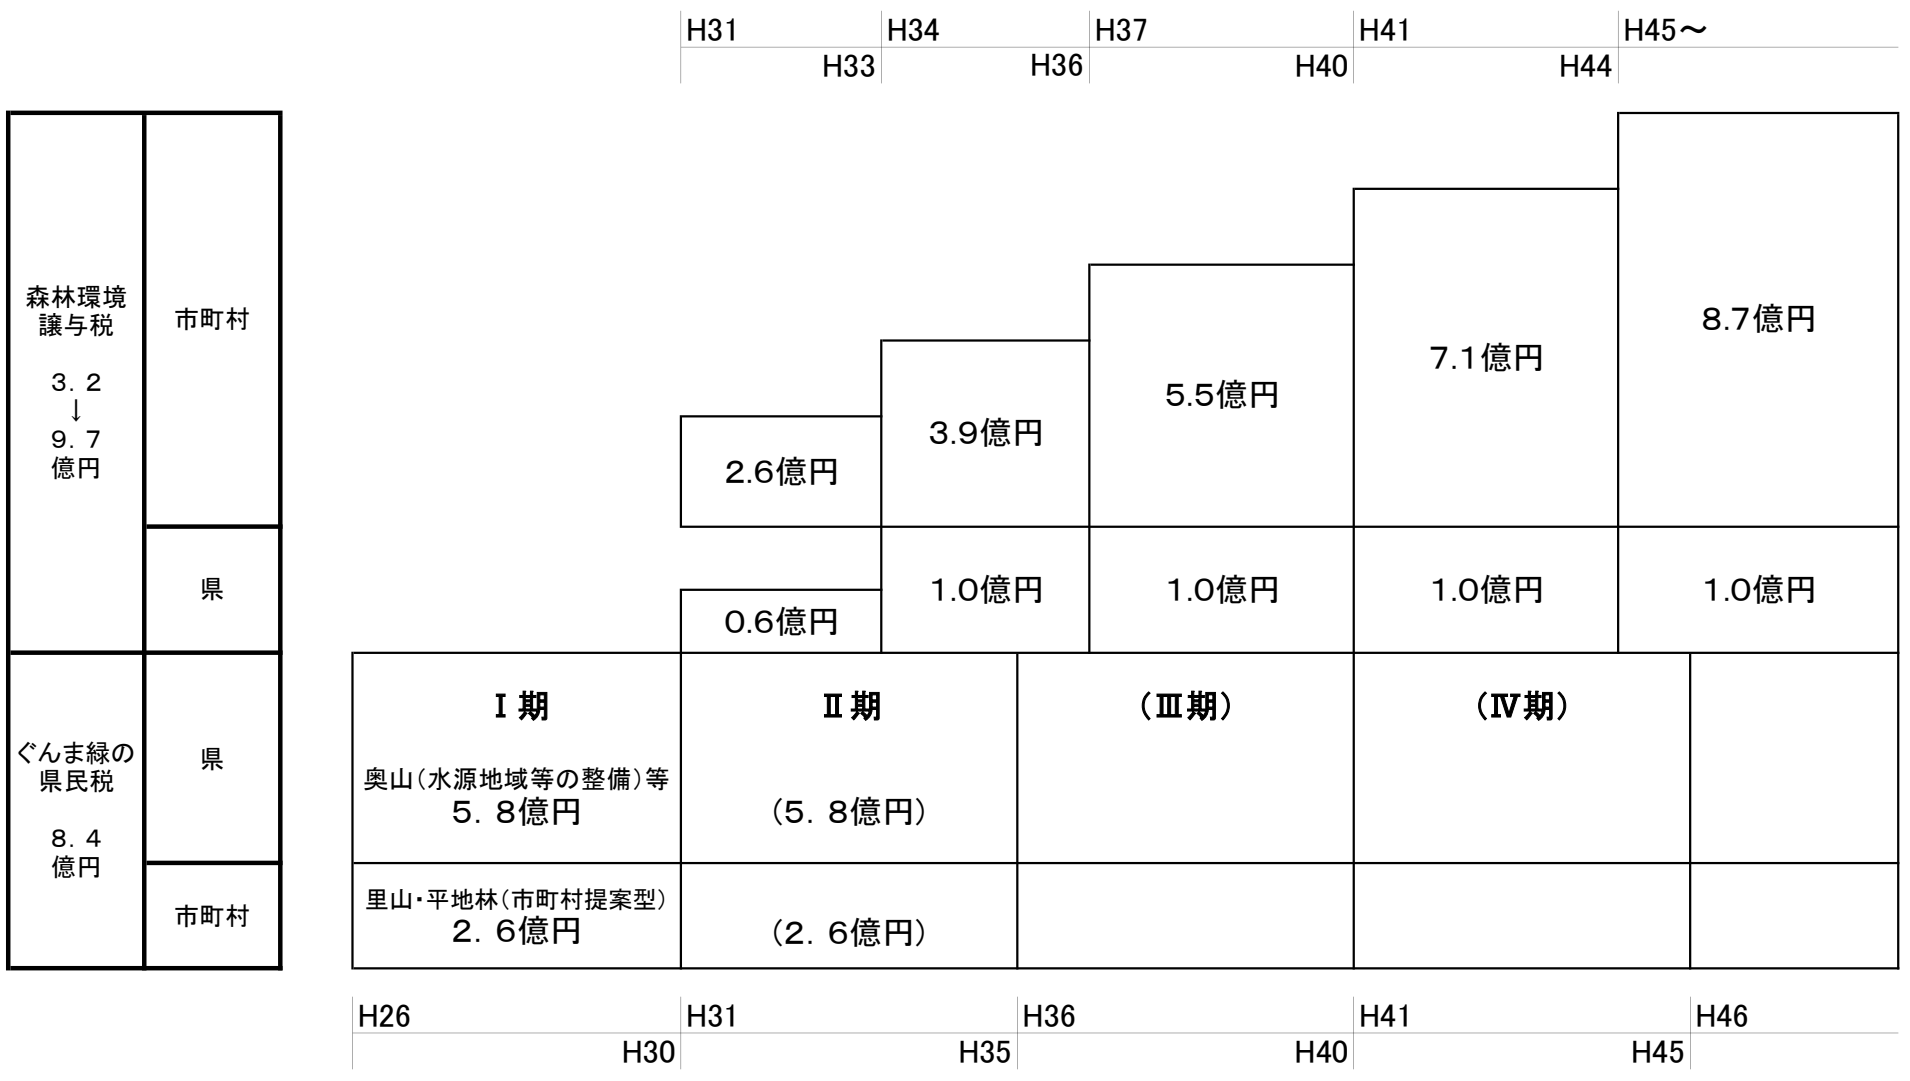 H31
H33
H34
H36
H37
H40
H41
H44
H45～
森林環境
譲与税
3．2
↓
9．7
億円
市町村
県
2.6億円
3.9億円
5.5億円
7.1億円
8.7億円
0.6億円
1.0億円
1.0億円
1.0億円
1.0億円
ぐんま緑の
県民税
8．4
億円
県
市町村
Ⅰ期
奥山（水源地域等の整備）等
5．8億円
里山・平地林（市町村提案型）
2．6億円
Ⅱ期
（5．8億円）
（2．6億円）
（Ⅲ期）
（Ⅳ期）
H26
H30
H31
H35
H36
H40
H41
H45
H46